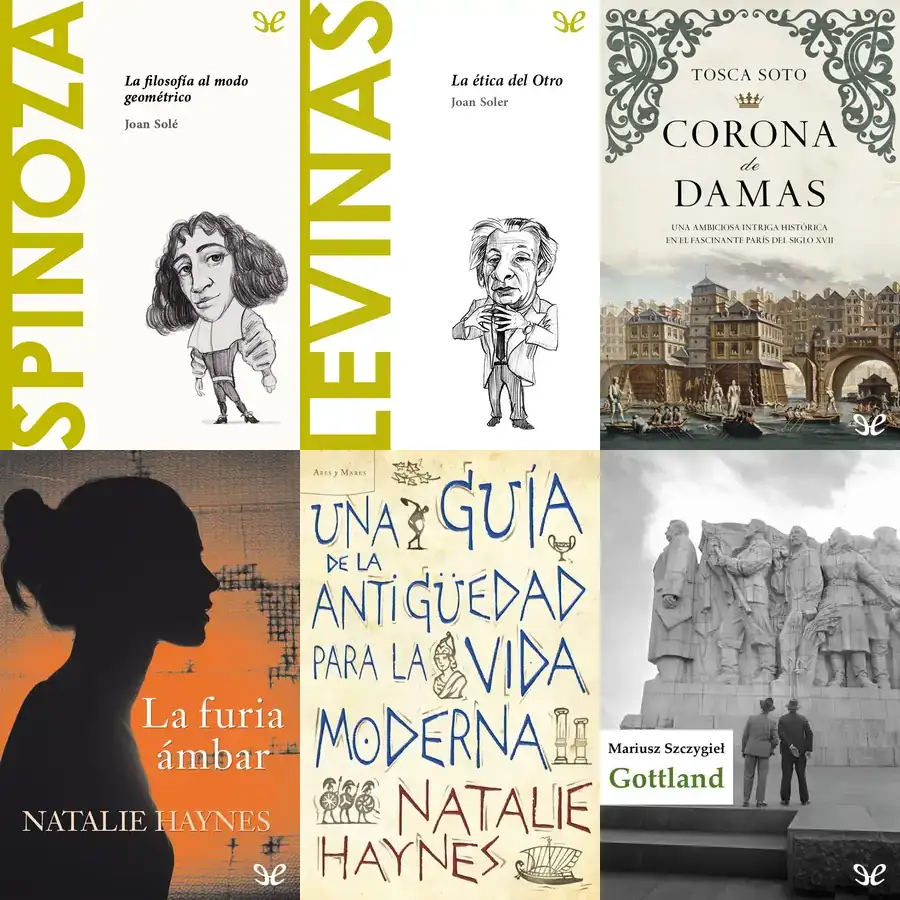 SPINOZA
La filosofía al modo
geométrico
Joan Solé
LEVINAS
La ética del Otro
Joan Soler
TOSCA SOTO
CORONA
de
DAMAS
UNA AMBICIOSA INTRIGA HISTÓRICA
EN EL FASCINANTE PARÍS DEL SIGLO XVII
La furia
ámbar
NATALIE HAYNES
ARES y MARES
UNA GUÍA
DE LA
ANTIGÜEDAD
PARA LA VIDA
MODERNA
NATALIE
HAYNES
Mariusz Szczygieł
Gottland